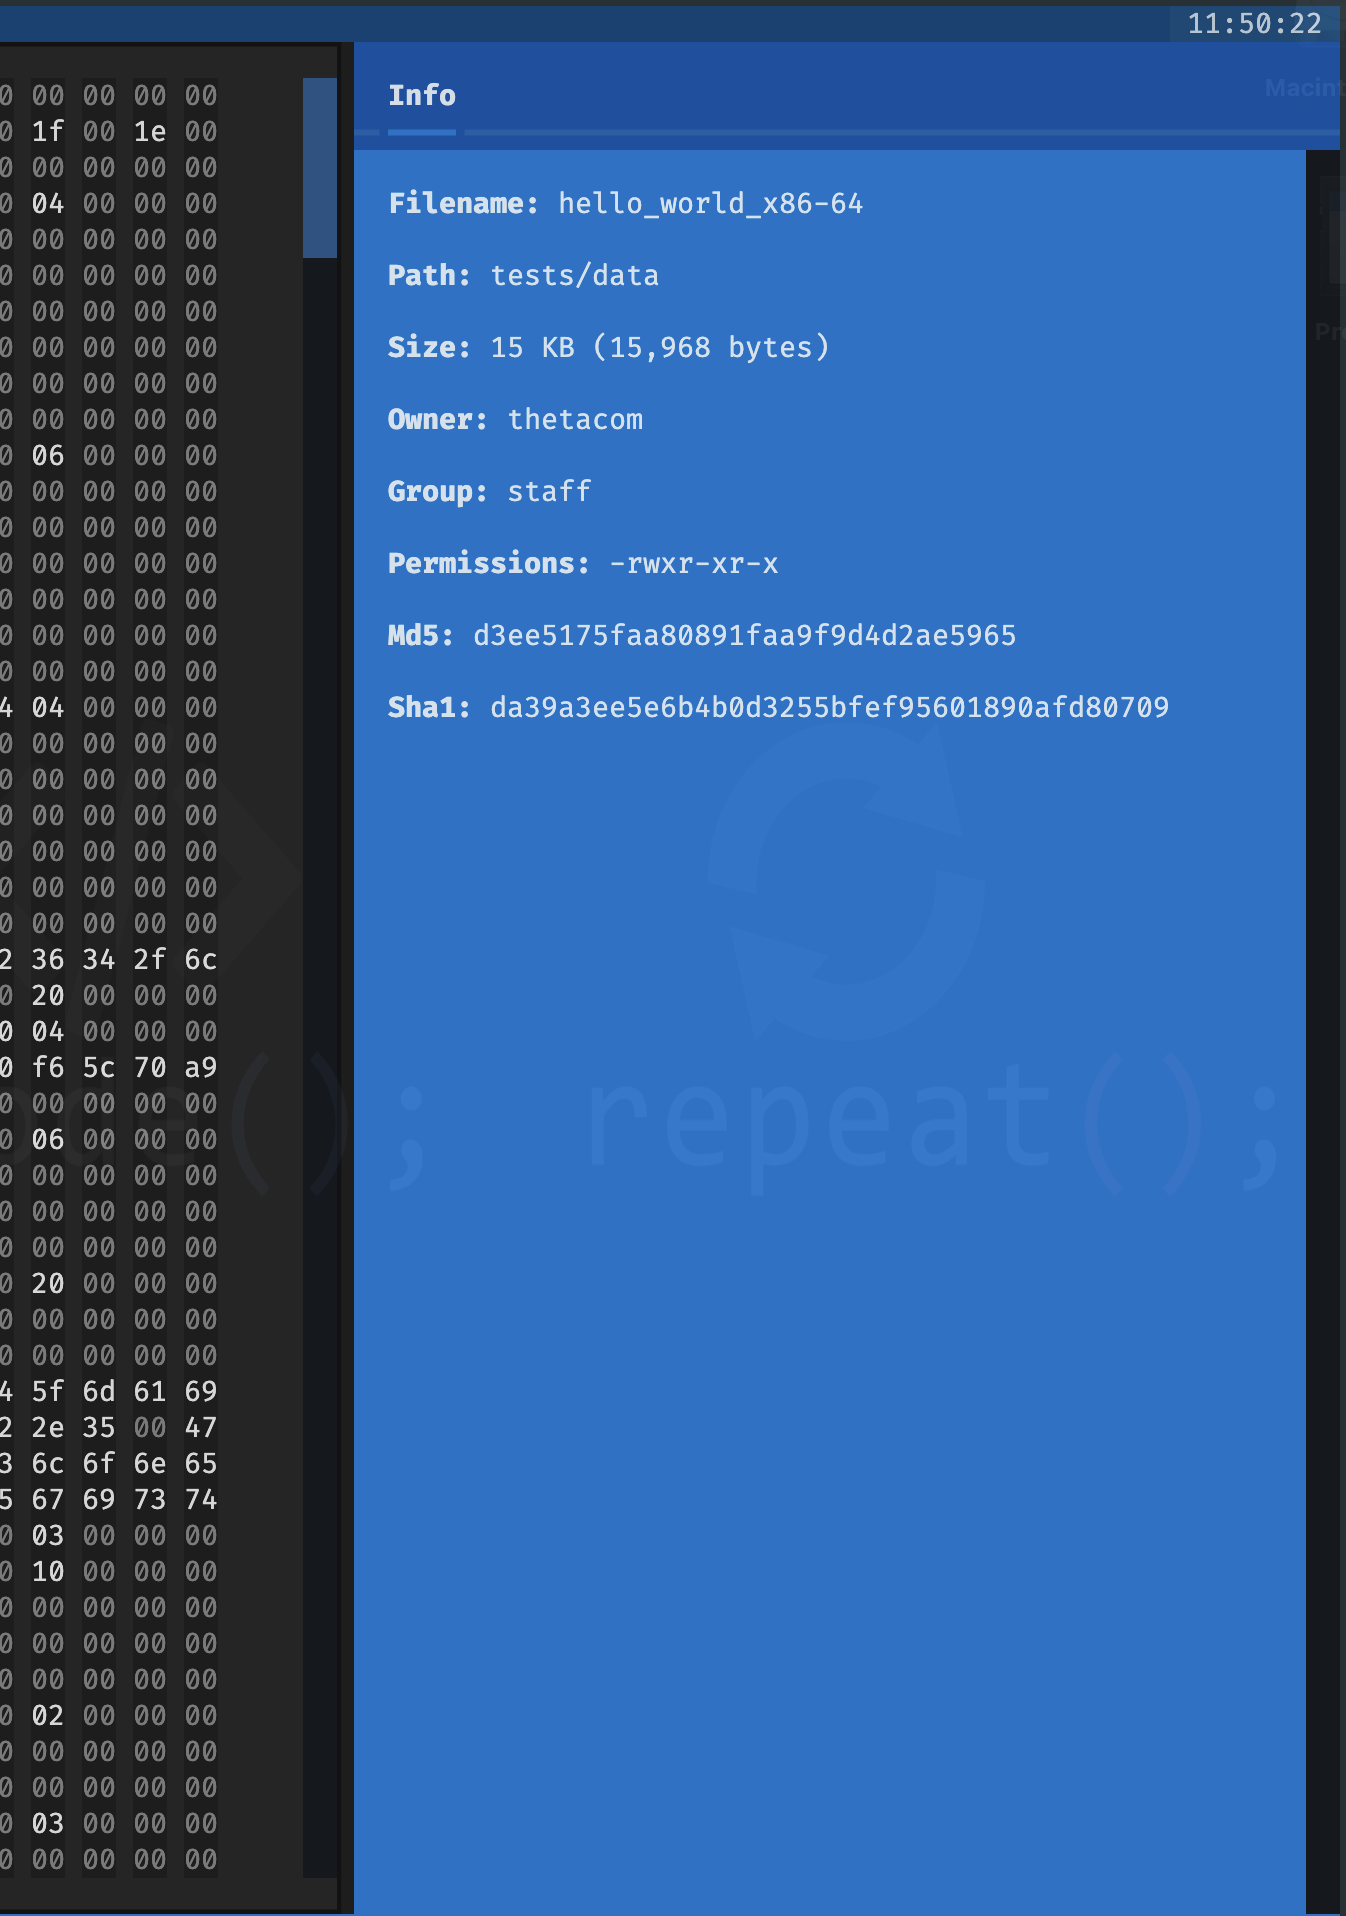 11:50:22
Info
Filename: hello_world_x86-64
Path: tests/data
Size: 15 KB (15,968 bytes)
Owner: thetacom
Group: staff
Permissions: -rwxr-xr-x
Md5: d3ee5175faa80891faa9f9d4d2ae5965
Sha1: da39a3ee5e6b4b0d3255bfef95601890afd80709
0 00 00 00 00
0 1f 00 1e 00
0 00 00 00 00
0 04 00 00 00
0 00 00 00 00
0 00 00 00 00
0 00 00 00 00
0 00 00 00 00
0 00 00 00 00
0 00 00 00 00
0 06 00 00 00
0 00 00 00 00
0 00 00 00 00
0 00 00 00 00
0 00 00 00 00
0 00 00 00 00
0 00 00 00 00
4 04 00 00 00
0 00 00 00 00
0 00 00 00 00
0 00 00 00 00
0 00 00 00 00
0 00 00 00 00
0 00 00 00 00
2 36 34 2f 6c
0 20 00 00 00
0 04 00 00 00
0 f6 5c 70 a9
0 00 00 00 00
0 06 00 00 00
0 00 00 00 00
0 00 00 00 00
0 00 00 00 00
0 20 00 00 00
0 00 00 00 00
0 00 00 00 00
4 5f 6d 61 69
2 2e 35 00 47
3 6c 6f 6e 65
5 67 69 73 74
0 03 00 00 00
0 10 00 00 00
0 00 00 00 00
0 00 00 00 00
0 00 00 00 00
0 02 00 00 00
0 00 00 00 00
0 00 00 00 00
0 03 00 00 00
0 00 00 00 00
repeat();